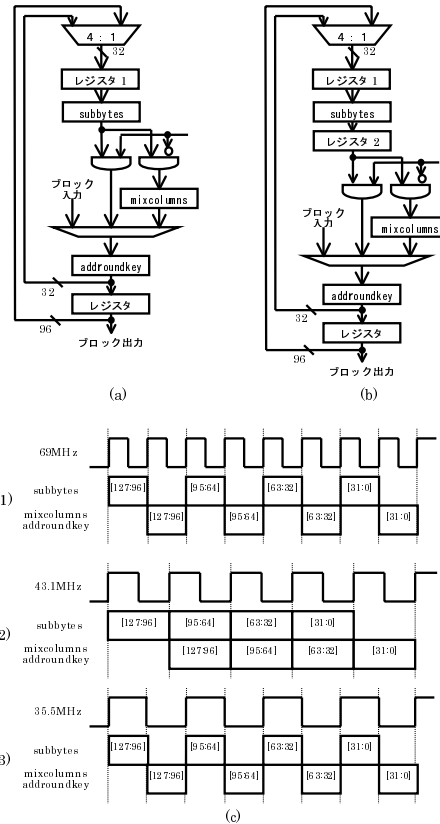 4 : 1
32
レジスタ 1
subbytes
ブロック
入力
mixcolumns
addroundkey
32
レジスタ
96
ブロック出力
(a)
4 : 1
32
レジスタ 1
subbytes
レジスタ 2
ブロック
入力
mixcolumns
addroundkey
32
レジスタ
96
ブロック出力
(b)
69MHz
1)
subbytes
[127:96] [95:64] [63:32] [31:0]
mixcolumns
addroundkey
[127:96] [95:64] [63:32] [31:0]
43.1MHz
2)
subbytes
[127:96] [95:64] [63:32] [31:0]
mixcolumns
addroundkey
[127:96] [95:64] [63:32] [31:0]
35.5MHz
3)
subbytes
[127:96] [95:64] [63:32] [31:0]
mixcolumns
addroundkey
[127:96] [95:64] [63:32] [31:0]
(c)